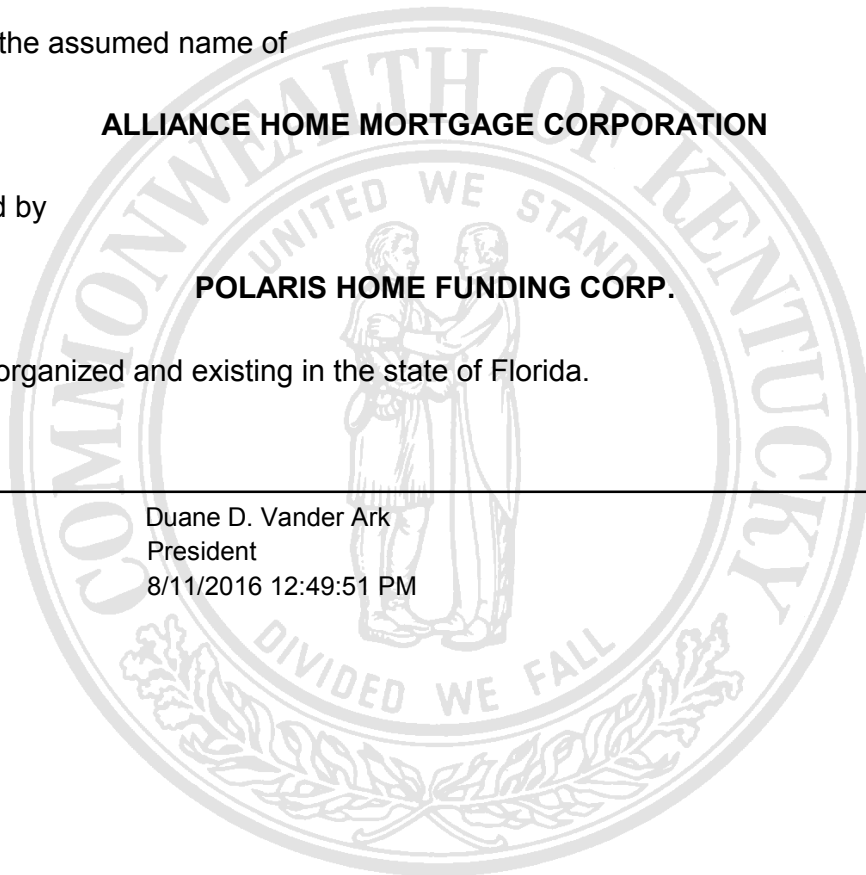 the assumed name of
ALLIANCE HOME MORTGAGE CORPORATION
d by
POLARIS HOME FUNDING CORP.
organized and existing in the state of Florida.
Duane D. Vander Ark
President
8/11/2016 12:49:51 PM
COMMONWEALTH OF KENTUCKY
UNITED WE STAND
DIVIDED WE FALL